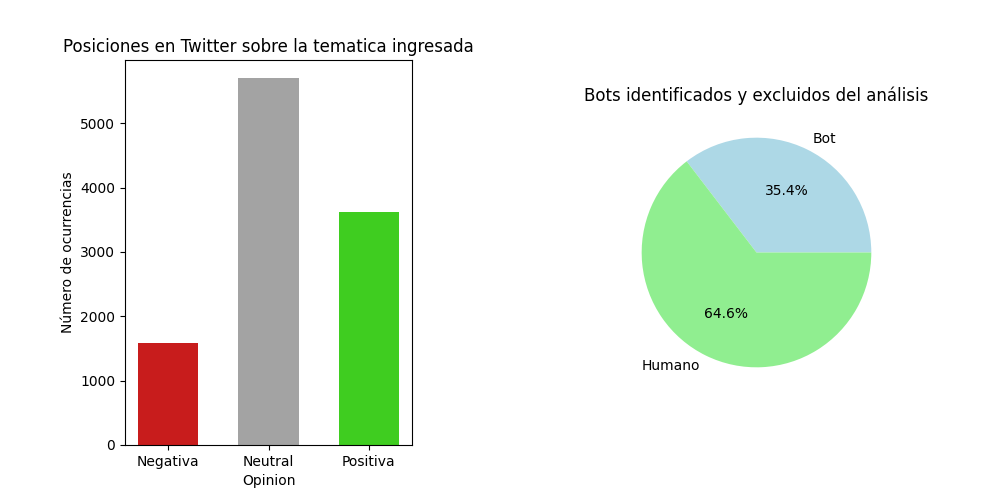 Posiciones en Twitter sobre la tematica ingresada
Número de ocurrencias
5000
4000
3000
2000
1000
0
Negativa
Neutral
Positiva
Opinion
Bots identificados y excluidos del análisis
Bot
35.4%
64.6%
Humano